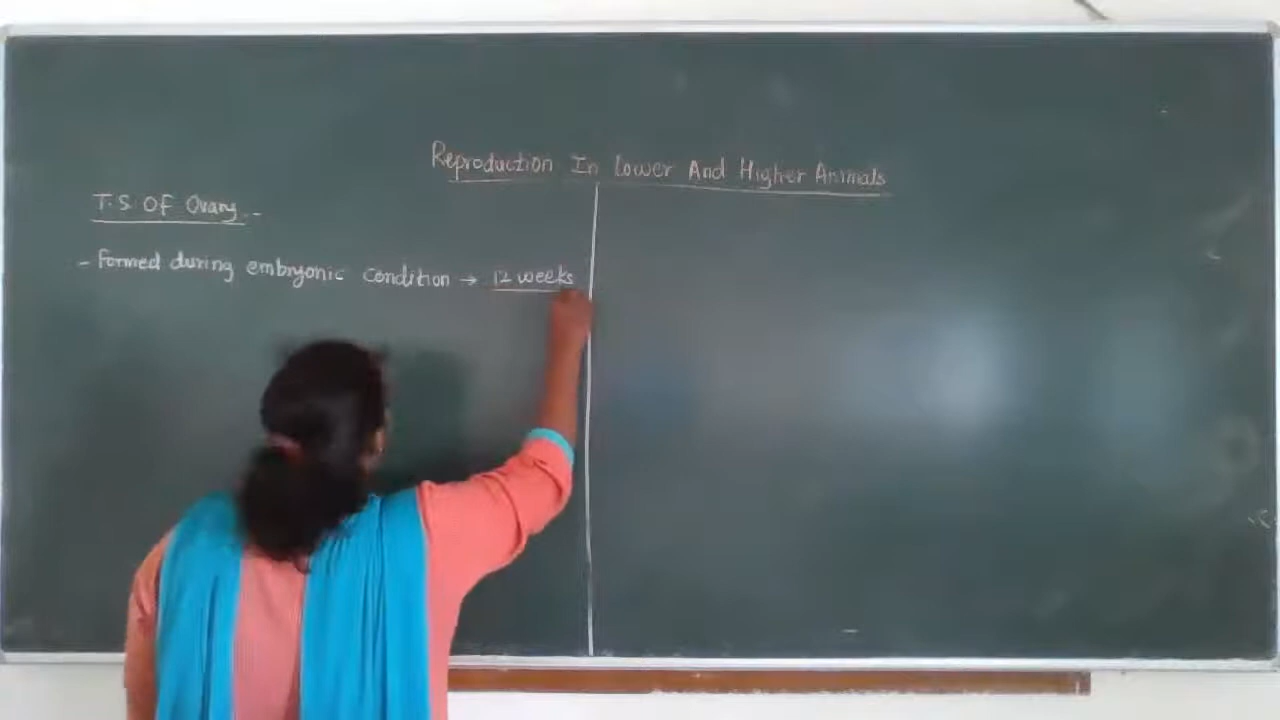 Reproduction In Lower And Higher Animals
T.S OF Ovary --
- Formed during embryonic condition → 12 weeks